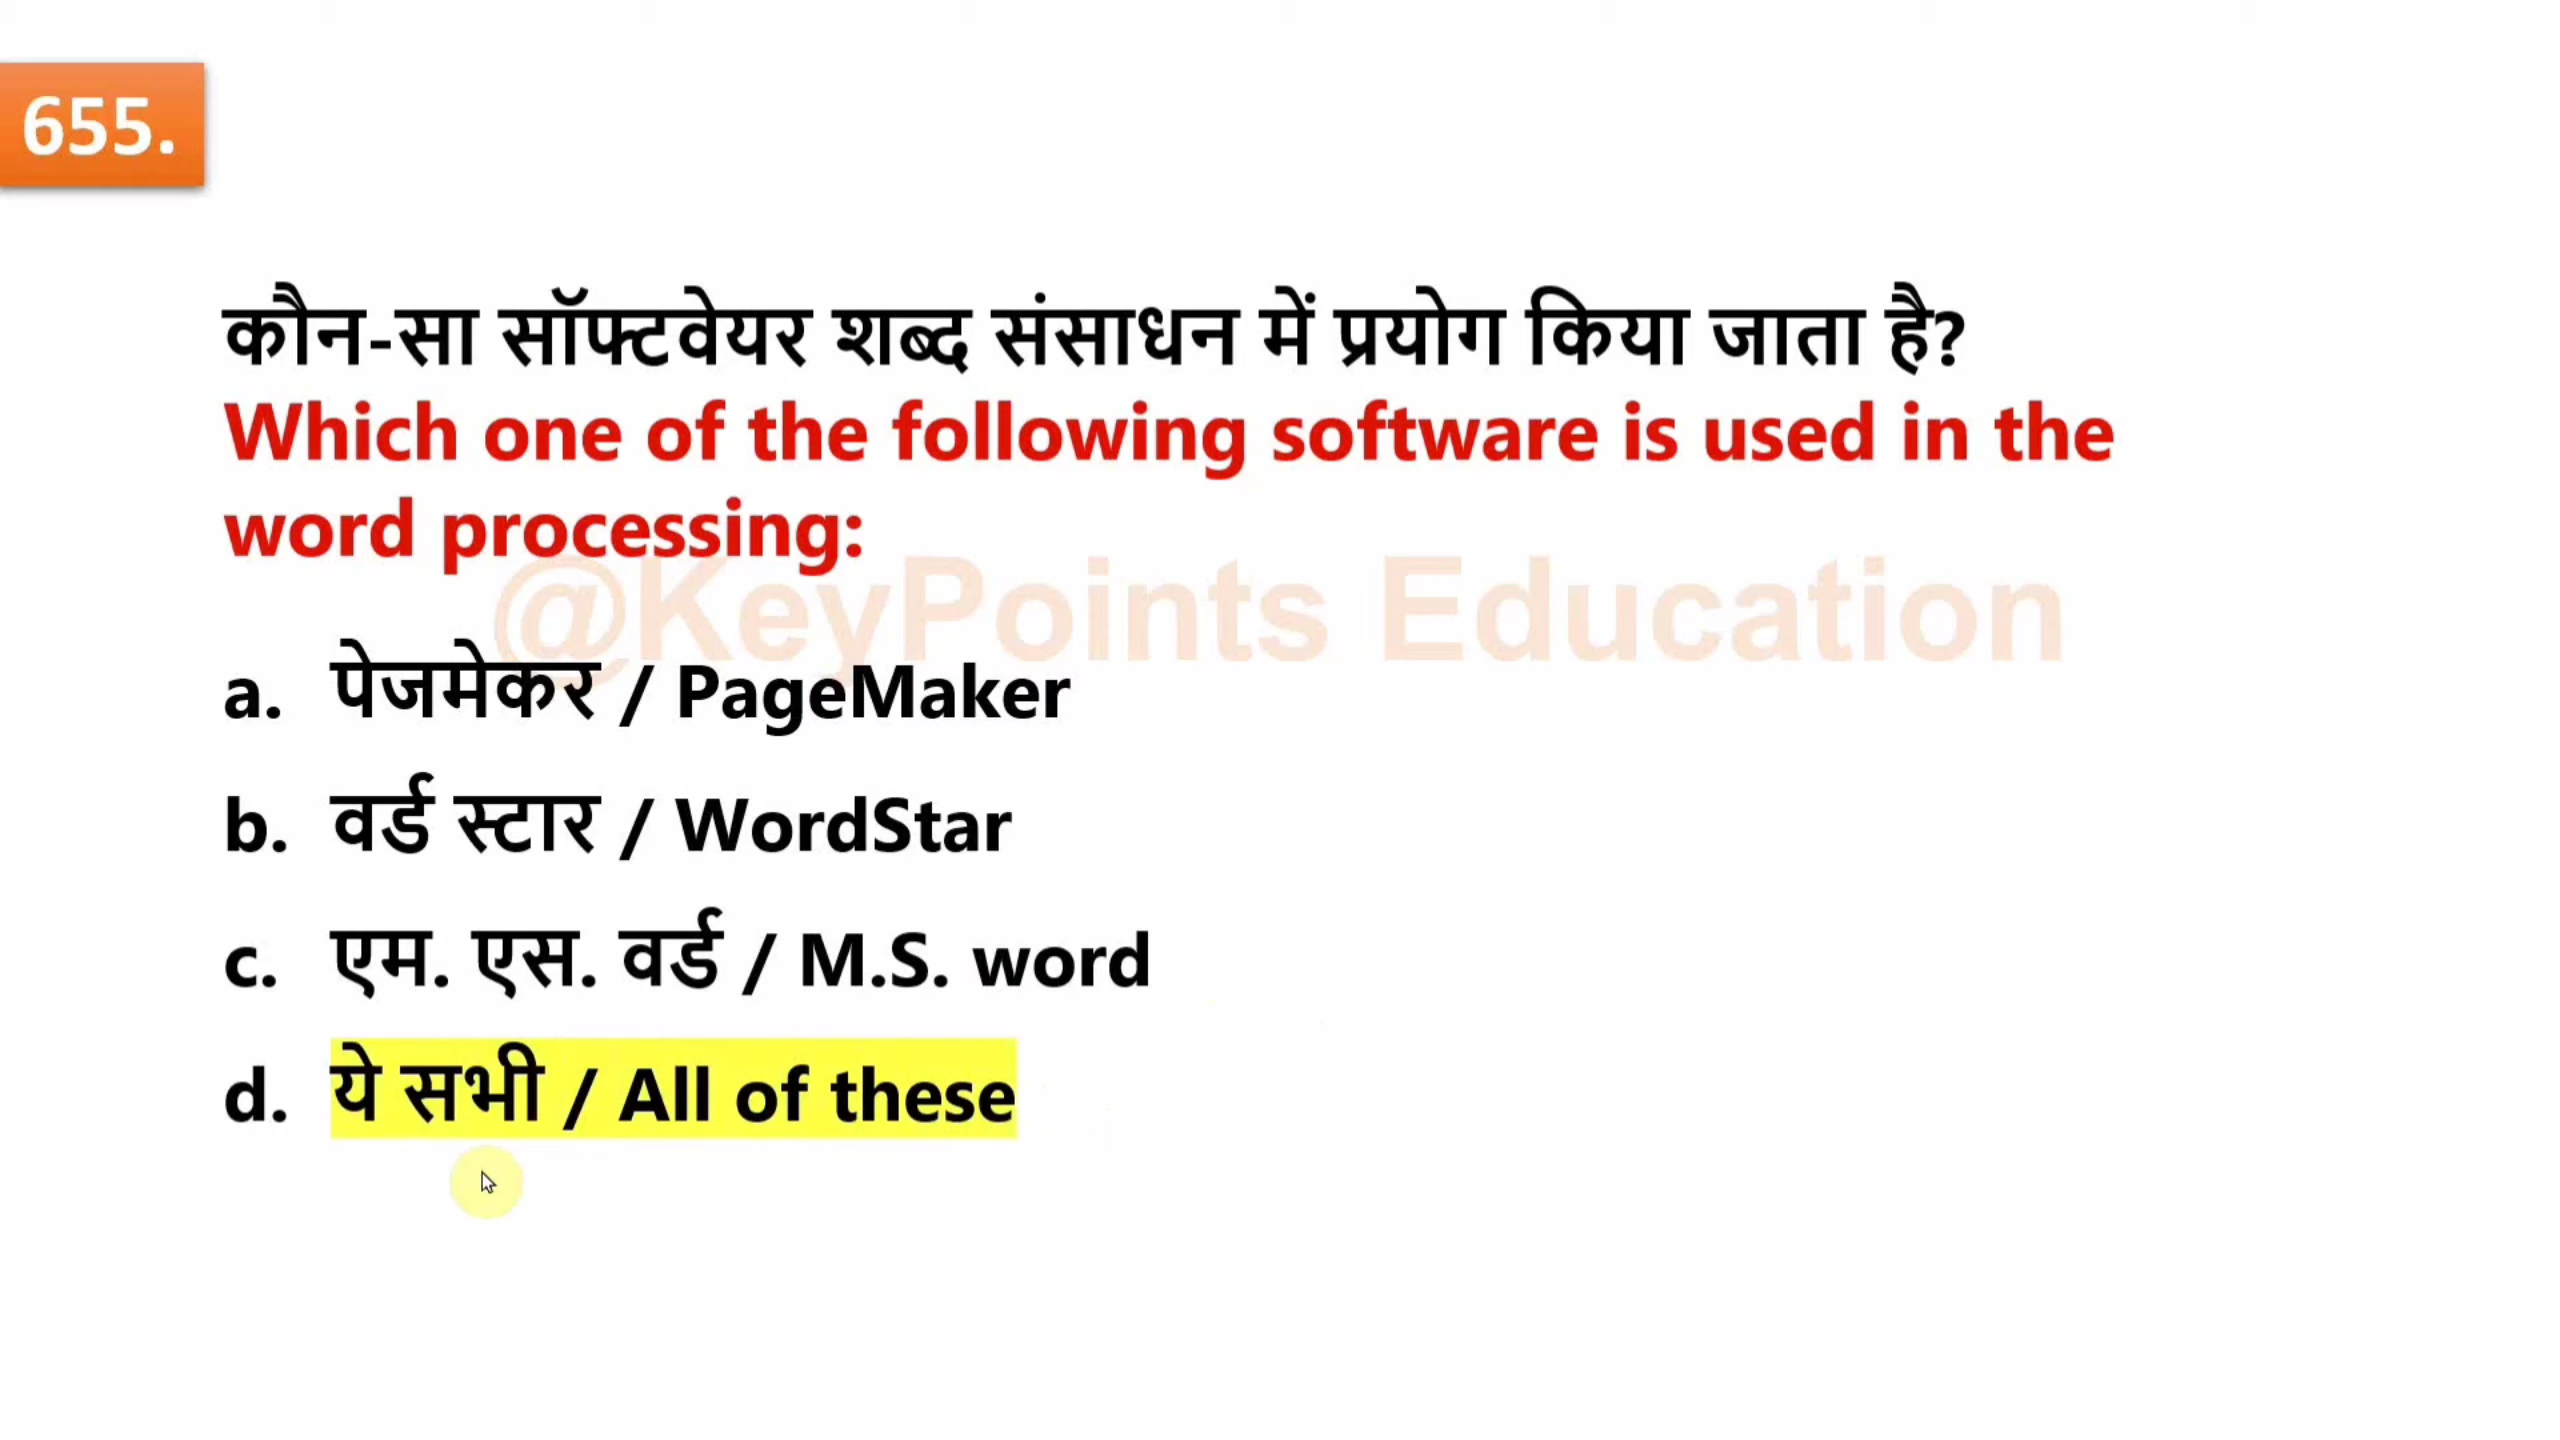 655.
कौन-सा सॉफ्टवेयर शब्द संसाधन में प्रयोग किया जाता है?
Which one of the following software is used in the
word processing:
@KeyPoints Education
a. पेजमेकर / PageMaker
b. वर्ड स्टार / WordStar
c. एम. एस. वर्ड / M.S. word
d. ये सभी / All of these